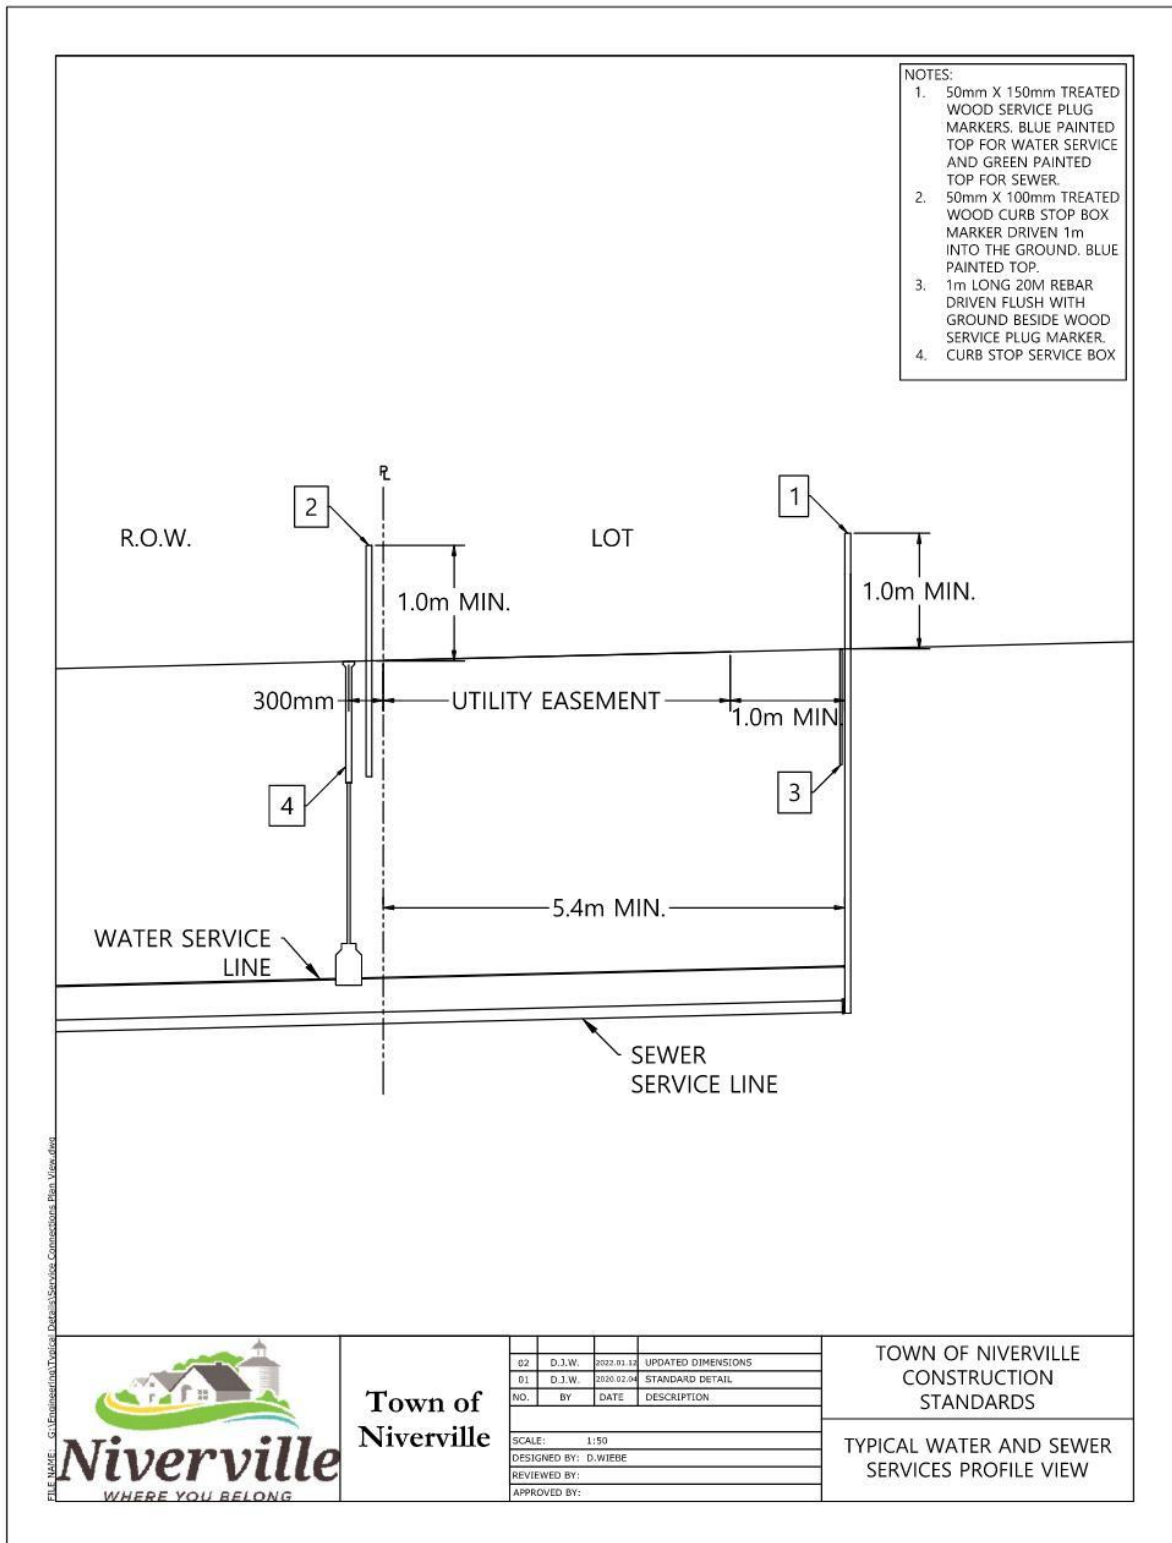 NOTES:
1. 50mm X 150mm TREATED
WOOD SERVICE PLUG
MARKERS. BLUE PAINTED
TOP FOR WATER SERVICE
AND GREEN PAINTED
TOP FOR SEWER.
2. 50mm X 100mm TREATED
WOOD CURB STOP BOX
MARKER DRIVEN 1m
INTO THE GROUND. BLUE
PAINTED TOP.
3. 1m LONG 20M REBAR
DRIVEN FLUSH WITH
GROUND BESIDE WOOD
SERVICE PLUG MARKER.
4. CURB STOP SERVICE BOX
PL
2
1
R.O.W.
LOT
1.0m MIN.
1.0m MIN.
300mm
UTILITY EASEMENT
1.0m MIN.
4
3
5.4m MIN.
WATER SERVICE
LINE
SEWER
SERVICE LINE
FILE NAME: G:\Engineering\Typical Details\Service Connections Plan View.dwg
Niverville
WHERE YOU BELONG
Town of
Niverville
02 D.J.W. 2022.01.12 UPDATED DIMENSIONS
01 D.J.W. 2020.02.04 STANDARD DETAIL
NO. BY DATE DESCRIPTION
SCALE: 1:50
DESIGNED BY: D.WIEBE
REVIEWED BY:
APPROVED BY:
TOWN OF NIVERVILLE
CONSTRUCTION
STANDARDS
TYPICAL WATER AND SEWER
SERVICES PROFILE VIEW